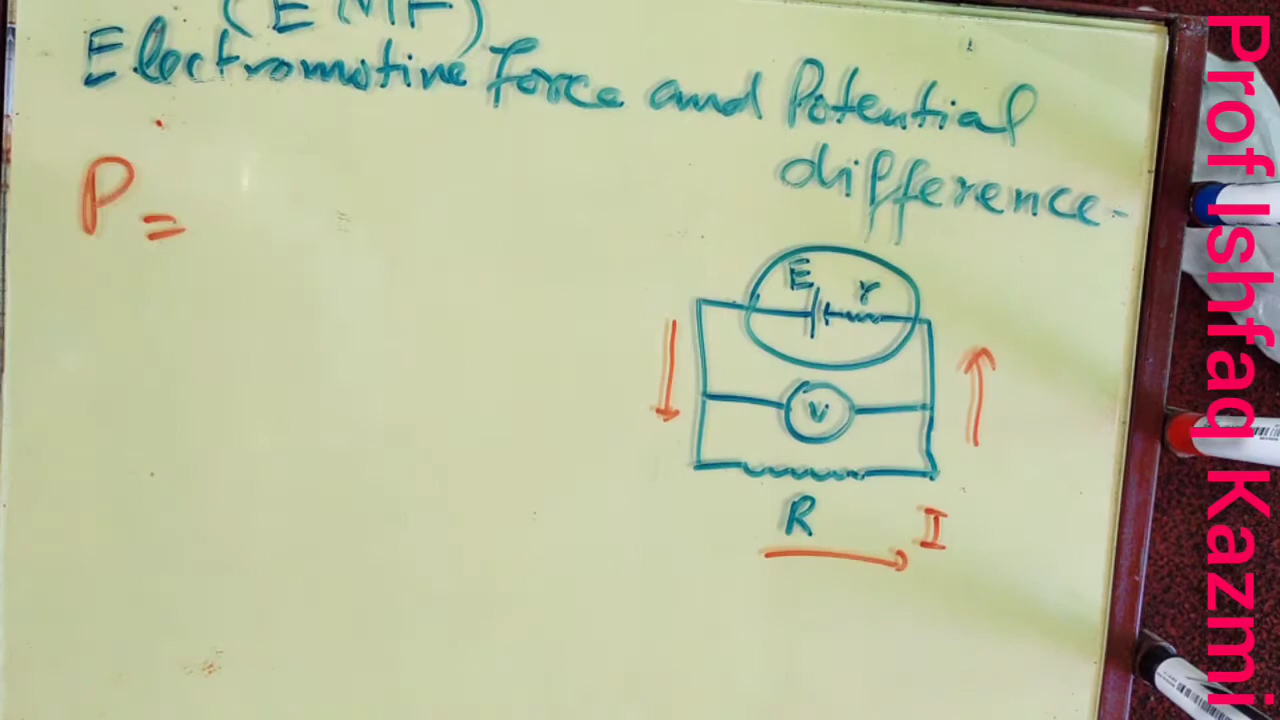 (EMF)
Electromotive Force and Potential
difference.
P =
E
r
V
R
I
Prof Ishfaq Kazmi